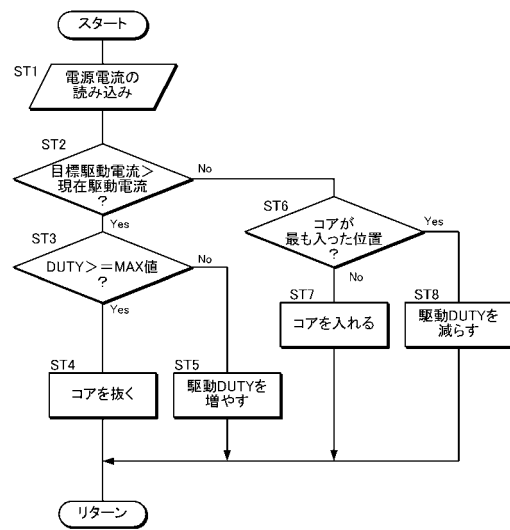 スタート
ST1
電源電流の
読み込み
ST2
目標駆動電流>
現在駆動電流
?
No
Yes
ST3
DUTY>=MAX値
?
No
Yes
ST4
コアを抜く
ST5
駆動DUTYを
増やす
ST6
コアが
最も入った位置
?
Yes
No
ST7
コアを入れる
ST8
駆動DUTYを
減らす
リターン